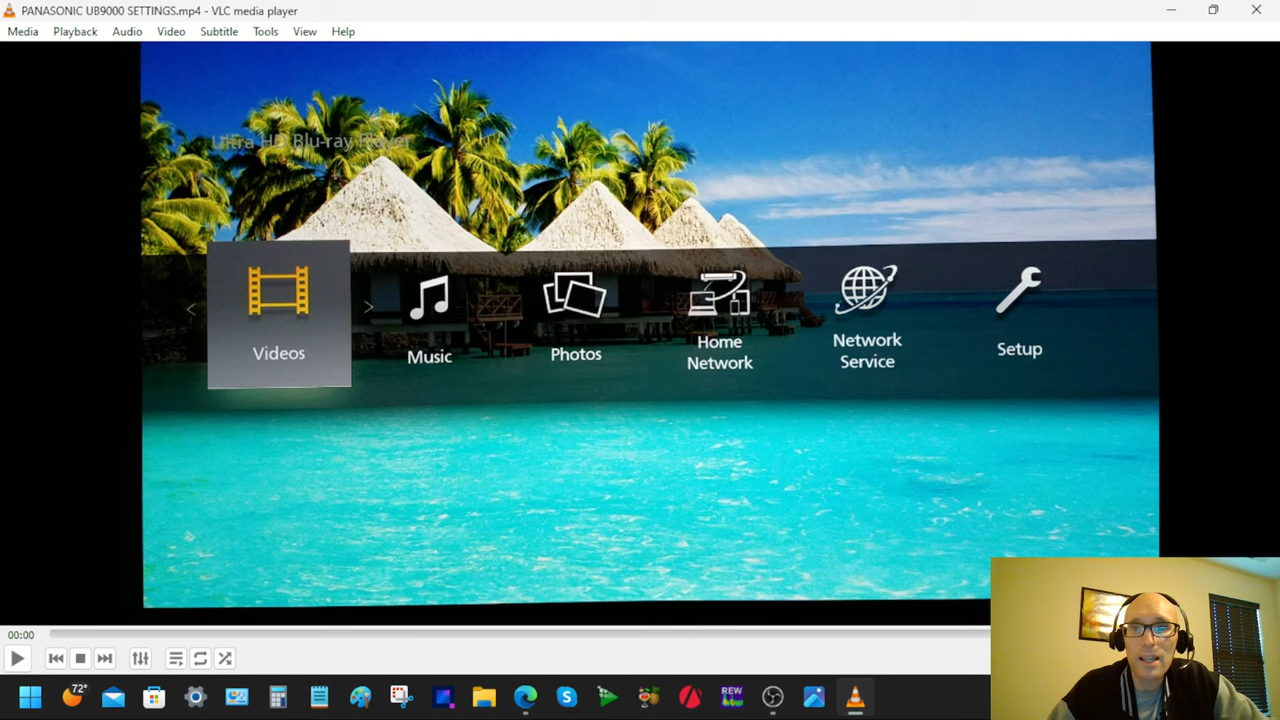 PANASONIC UB9000 SETTINGS.mp4 - VLC media player
Media Playback Audio Video Subtitle Tools View Help
Ultra HD Blu-ray Player
Videos
Music
Photos
Home
Network
Network
Service
Setup
00:00
72°
REW